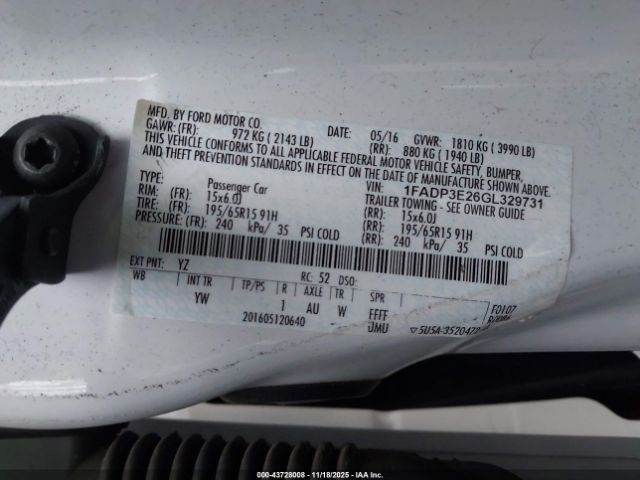 MFD. BY FORD MOTOR CO.
DATE: 05/16 GVWR: 1810 KG ( 3990 LB)
GAWR: (FR): 972 KG ( 2143 LB) (RR): 880 KG ( 1940 LB)
THIS VEHICLE CONFORMS TO ALL APPLICABLE FEDERAL MOTOR VEHICLE SAFETY, BUMPER,
AND THEFT PREVENTION STANDARDS IN EFFECT ON THE DATE OF MANUFACTURE SHOWN ABOVE.
VIN: 1FADP3E26GL329731
TYPE: Passenger Car TRAILER TOWING - SEE OWNER GUIDE
RIM: (FR): 15x6.0J (RR): 15x6.0J
TIRE: (FR): 195/65R15 91H (RR): 195/65R15 91H
PRESSURE: (FR): 240 kPa/ 35 PSI COLD (RR): 240 kPa/ 35 PSI COLD
EXT PNT: YZ RC: 52 DSO:
WB INT TR TP/PS R AXLE TR SPR
YW 1 AU W FFFF
201605120640 JMU
F0107
▽ 5U5A-3520472-
000-43728008 - 11/18/2025 - IAA Inc.